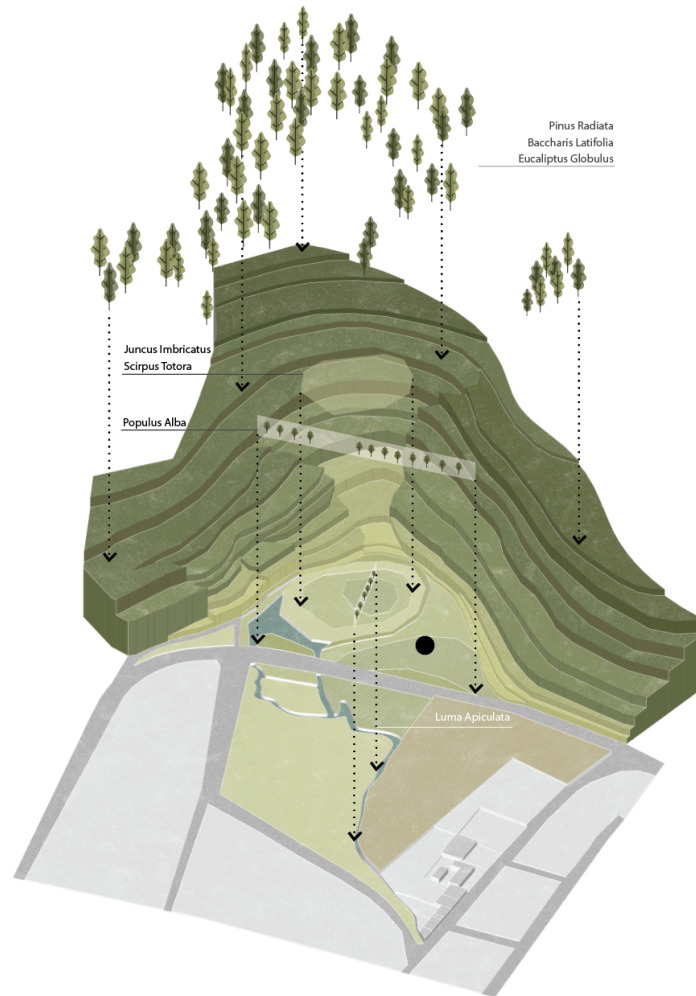 Pinus Radiata
Baccharis Latifolia
Eucaliptus Globulus
Juncus Imbricatus
Scirpus Totora
Populus Alba
Luma Apiculata